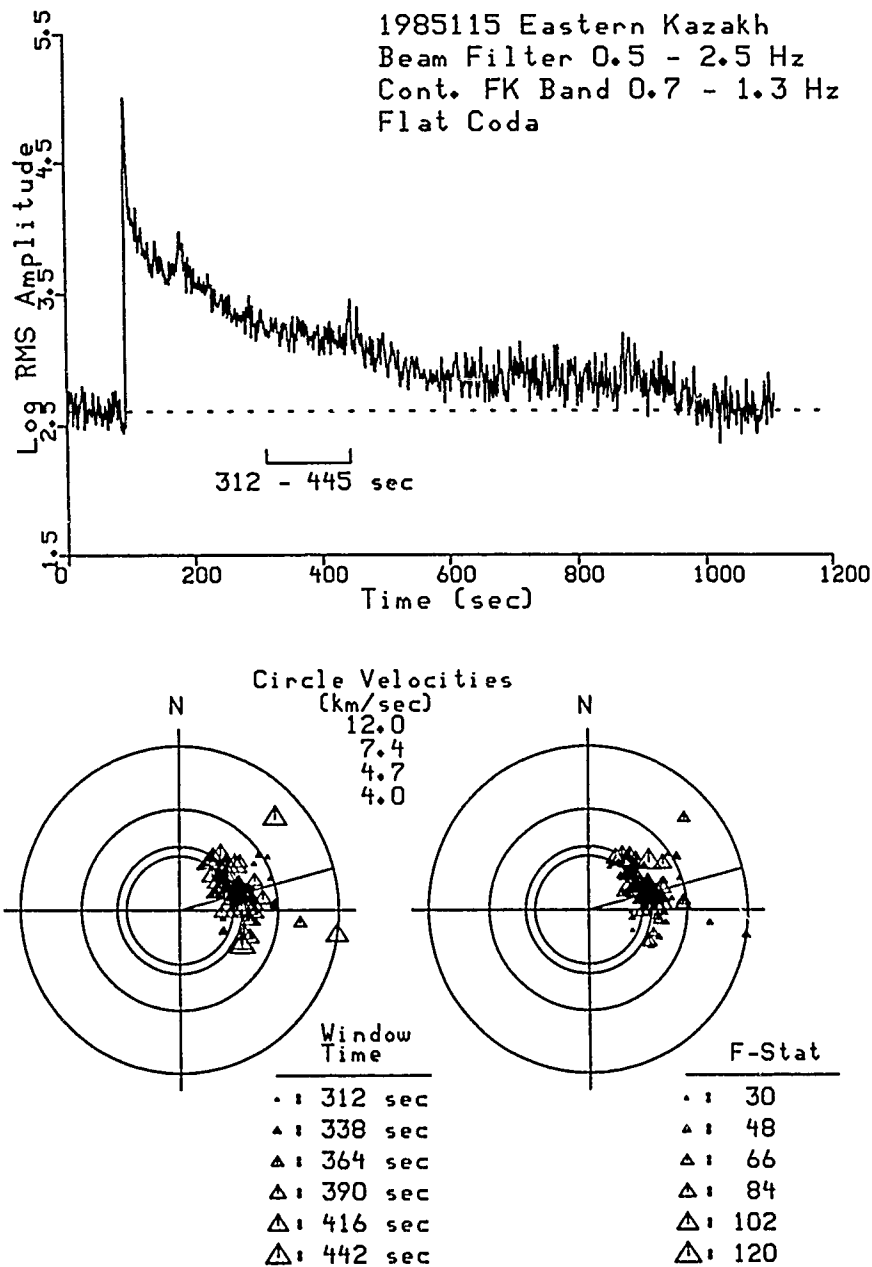 1985115 Eastern Kazakh
Beam Filter 0.5 - 2.5 Hz
Cont. FK Band 0.7 - 1.3 Hz
Flat Coda
Log RMS Amplitude
5.5
4.5
3.5
2.5
1.5
312 - 445 sec
0
200
400
600
800
1000
1200
Time (sec)
Circle Velocities
(km/sec)
12.0
7.4
4.7
4.0
N
N
Window
Time
: 312 sec
: 338 sec
: 364 sec
: 390 sec
: 416 sec
: 442 sec
F-Stat
: 30
: 48
: 66
: 84
: 102
: 120